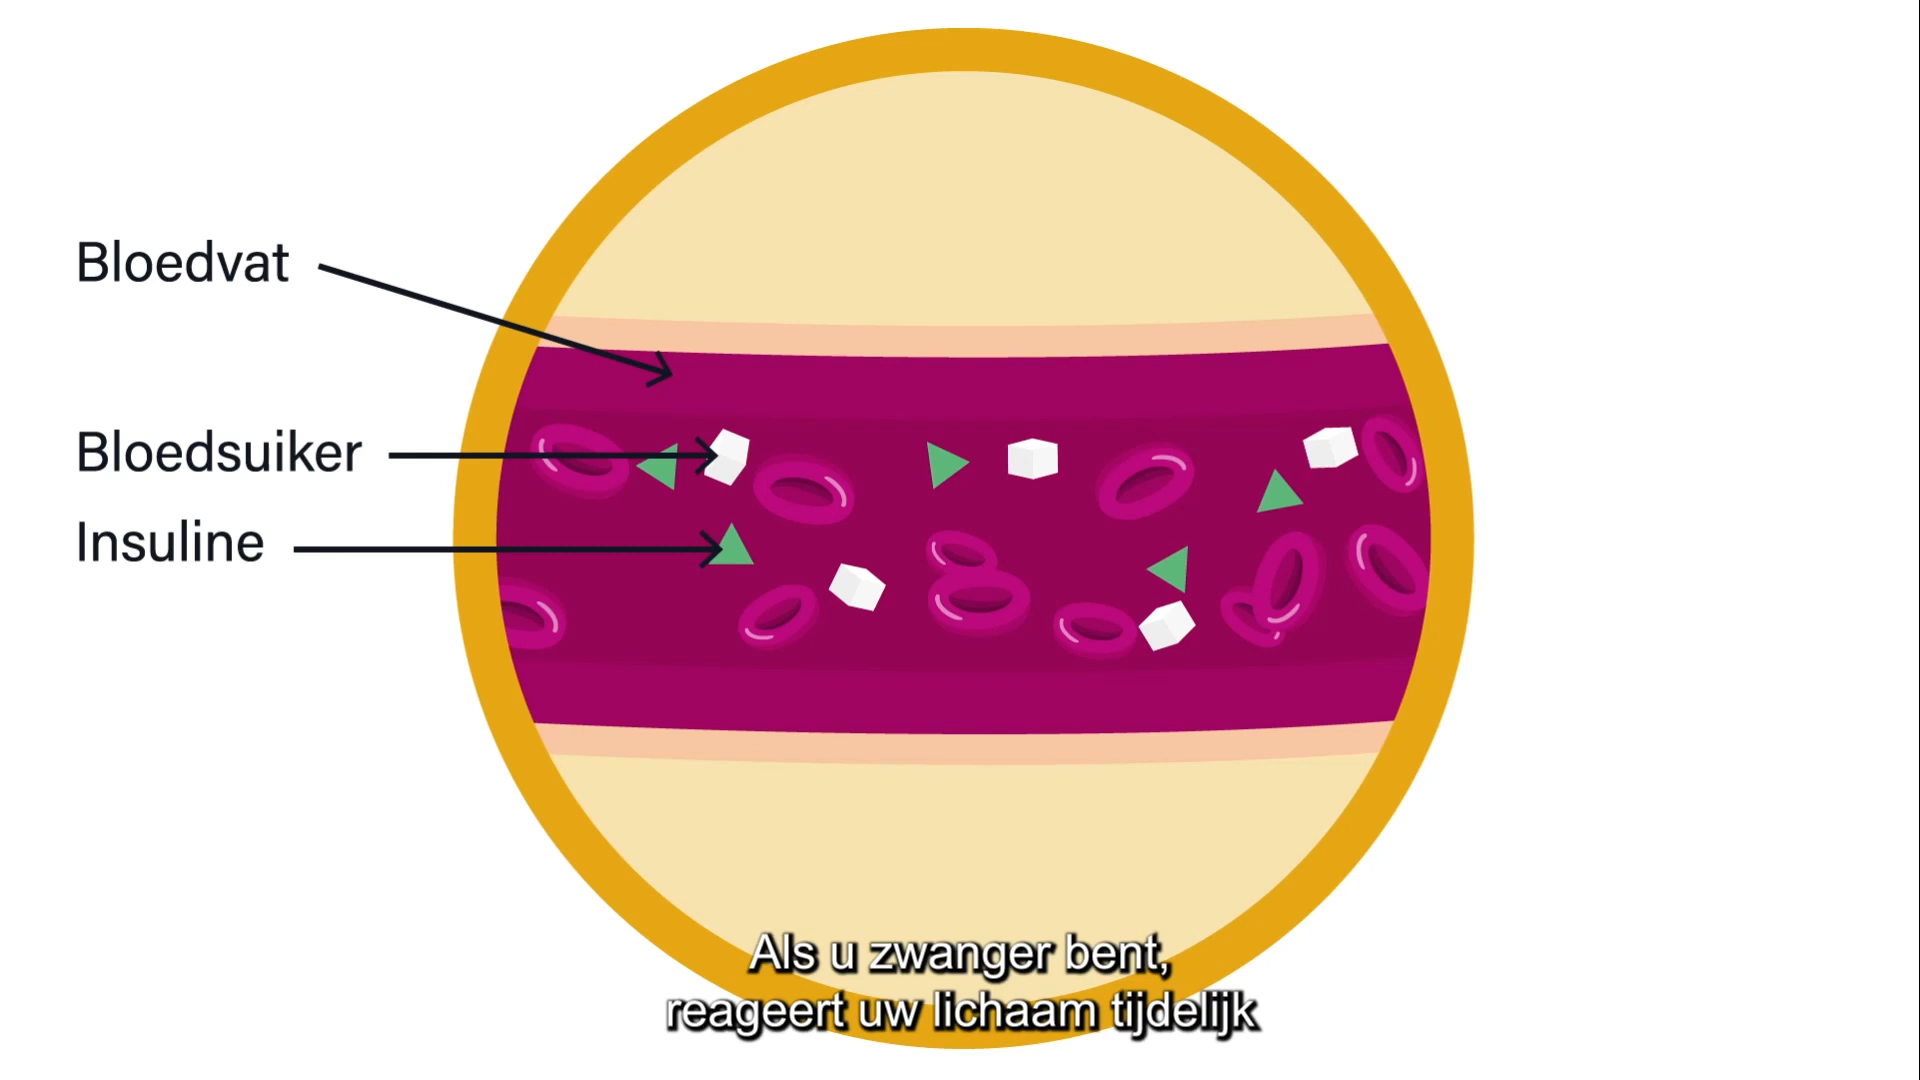 Bloedvat
Bloedsuiker
Insuline
Als u zwanger bent,
reageert uw lichaam tijdelijk